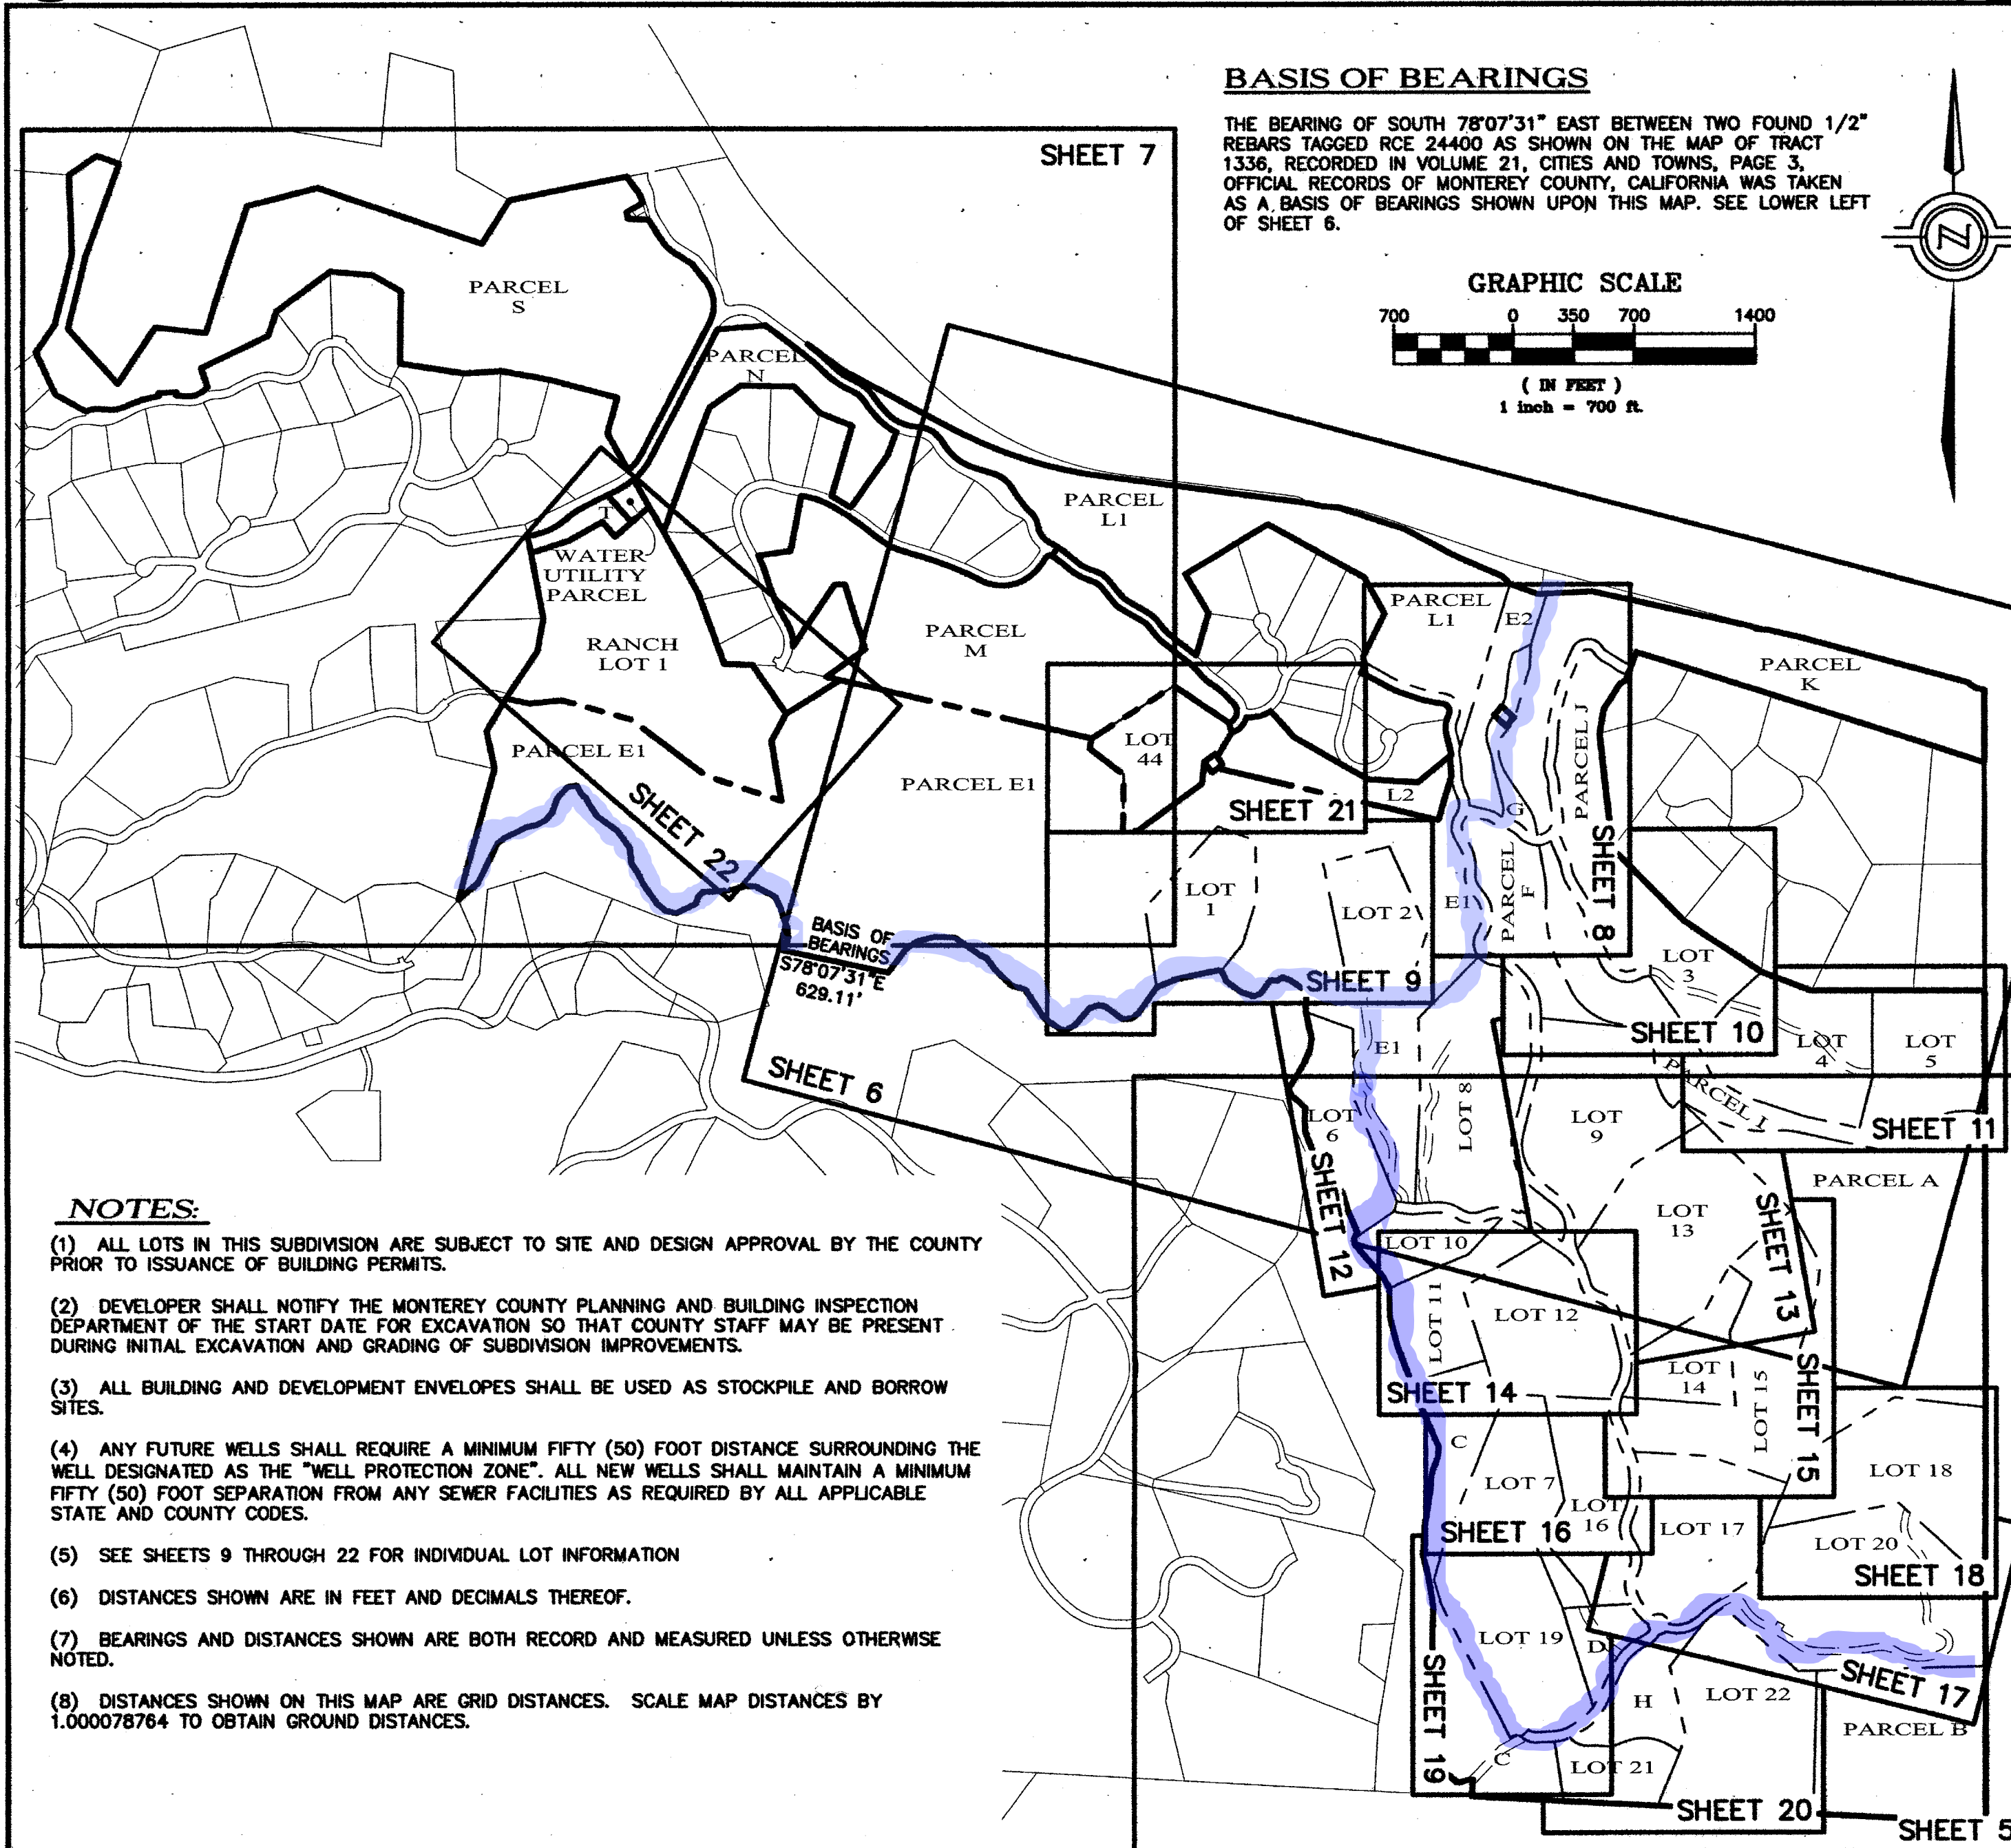 BASIS OF BEARINGS
THE BEARING OF SOUTH 78°07'31" EAST BETWEEN TWO FOUND 1/2"
REBARS TAGGED RCE 24400 AS SHOWN ON THE MAP OF TRACT
1336, RECORDED IN VOLUME 21, CITIES AND TOWNS, PAGE 3,
OFFICIAL RECORDS OF MONTEREY COUNTY, CALIFORNIA WAS TAKEN
AS A BASIS OF BEARINGS SHOWN UPON THIS MAP. SEE LOWER LEFT
OF SHEET 6.
N
GRAPHIC SCALE
700 0 350 700 1400
( IN FEET )
1 inch = 700 ft.
SHEET 7
PARCEL
S
PARCEL
N
PARCEL
L1
T
WATER
UTILITY
PARCEL
RANCH
LOT 1
PARCEL
M
PARCEL
L1
E2
PARCEL
K
PARCEL J
PARCEL E1
SHEET 22
PARCEL E1
LOT
44
SHEET 21
L2
G
SHEET 8
PARCEL
F
E1
LOT
1
LOT 2
SHEET 9
BASIS OF
BEARINGS
S78°07'31"E
629.11'
SHEET 6
LOT
3
SHEET 10
LOT
4
LOT
5
PARCEL I
SHEET 11
E1
LOT
6
LOT 8
LOT
9
SHEET 12
PARCEL A
LOT
13
SHEET 13
LOT 10
LOT 11
LOT 12
SHEET 14
LOT
14
LOT 15
SHEET 15
C
LOT 7
LOT
16
SHEET 16
LOT 17
LOT 18
LOT 20
SHEET 18
LOT 19
D
SHEET 19
H
LOT 22
SHEET 17
PARCEL B
C
LOT 21
SHEET 20
SHEET 5
NOTES:
(1) ALL LOTS IN THIS SUBDIVISION ARE SUBJECT TO SITE AND DESIGN APPROVAL BY THE COUNTY
PRIOR TO ISSUANCE OF BUILDING PERMITS.
(2) DEVELOPER SHALL NOTIFY THE MONTEREY COUNTY PLANNING AND BUILDING INSPECTION
DEPARTMENT OF THE START DATE FOR EXCAVATION SO THAT COUNTY STAFF MAY BE PRESENT
DURING INITIAL EXCAVATION AND GRADING OF SUBDIVISION IMPROVEMENTS.
(3) ALL BUILDING AND DEVELOPMENT ENVELOPES SHALL BE USED AS STOCKPILE AND BORROW
SITES.
(4) ANY FUTURE WELLS SHALL REQUIRE A MINIMUM FIFTY (50) FOOT DISTANCE SURROUNDING THE
WELL DESIGNATED AS THE "WELL PROTECTION ZONE". ALL NEW WELLS SHALL MAINTAIN A MINIMUM
FIFTY (50) FOOT SEPARATION FROM ANY SEWER FACILITIES AS REQUIRED BY ALL APPLICABLE
STATE AND COUNTY CODES.
(5) SEE SHEETS 9 THROUGH 22 FOR INDIVIDUAL LOT INFORMATION
(6) DISTANCES SHOWN ARE IN FEET AND DECIMALS THEREOF.
(7) BEARINGS AND DISTANCES SHOWN ARE BOTH RECORD AND MEASURED UNLESS OTHERWISE
NOTED.
(8) DISTANCES SHOWN ON THIS MAP ARE GRID DISTANCES. SCALE MAP DISTANCES BY
1.000078764 TO OBTAIN GROUND DISTANCES.